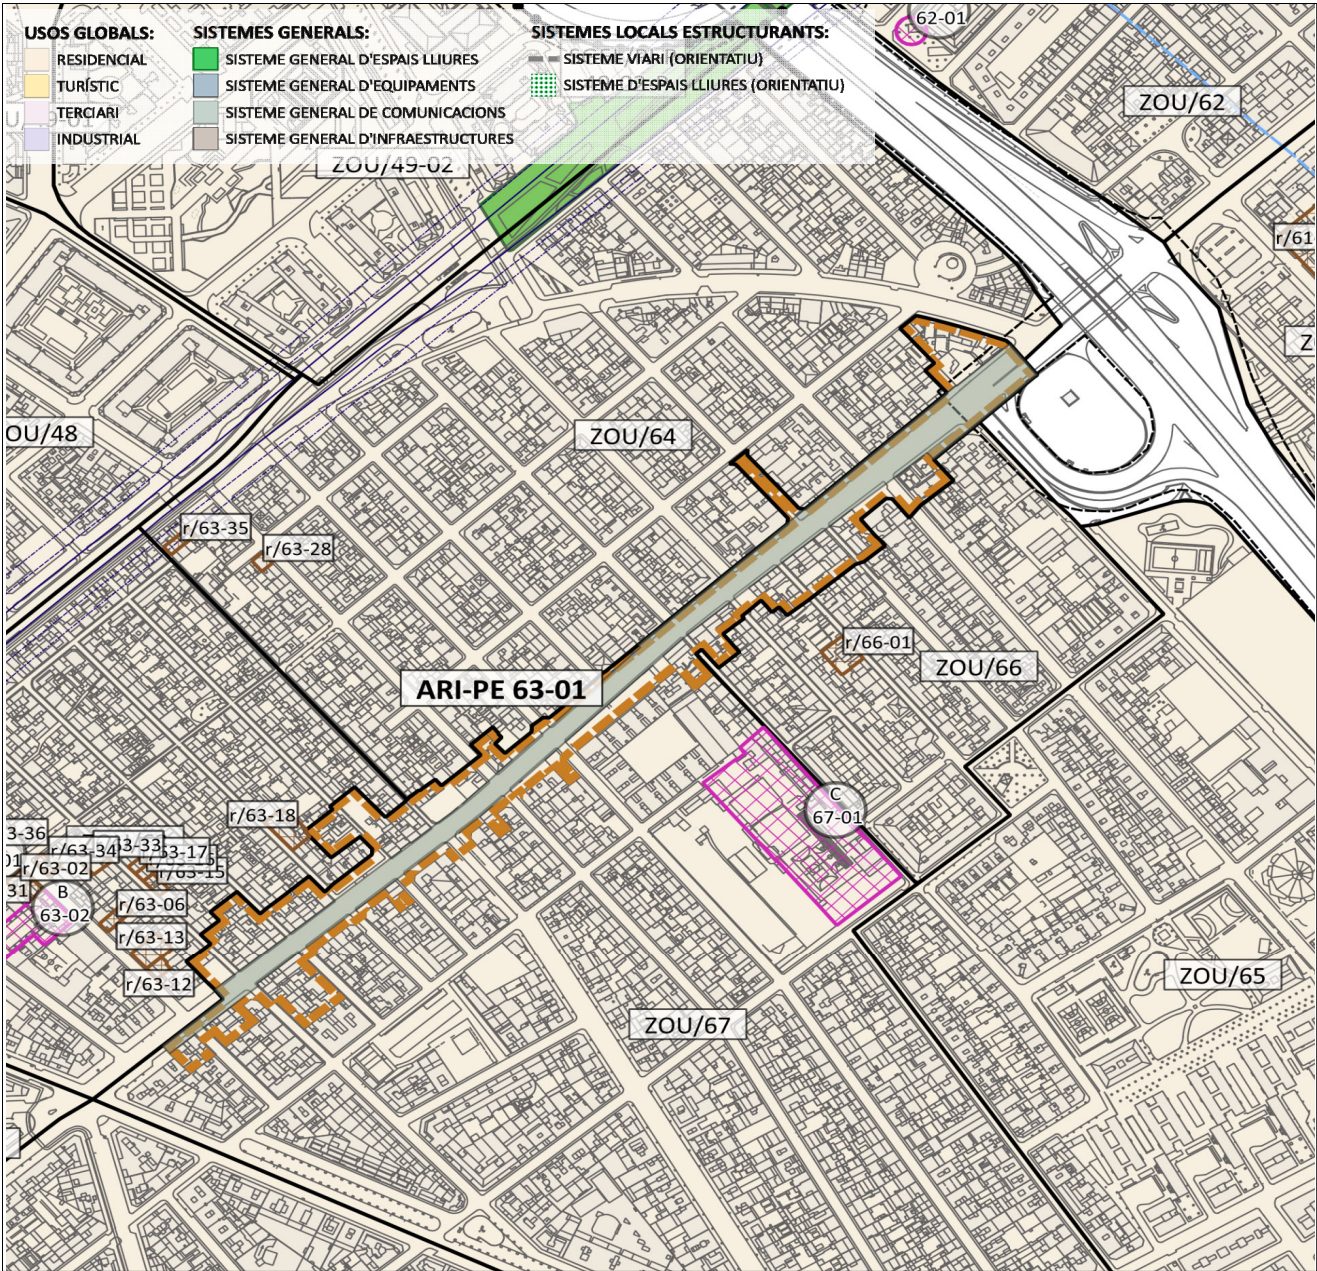 USOS GLOBALS:
RESIDENCIAL
TURÍSTIC
TERCIARI
INDUSTRIAL
SISTEMES GENERALS:
SISTEME GENERAL D'ESPAIS LLIURES
SISTEME GENERAL D'EQUIPAMENTS
SISTEME GENERAL DE COMUNICACIONS
SISTEME GENERAL D'INFRAESTRUCTURES
SISTEMES LOCALS ESTRUCTURANTS:
SISTEME VIARI (ORIENTATIU)
SISTEME D'ESPAIS LLIURES (ORIENTATIU)
62-01
ZOU/62
ZOU/49-02
r/61
Z
OU/48
ZOU/64
r/63-35
r/63-28
r/66-01
ZOU/66
ARI-PE 63-01
r/63-18
C
67-01
3-36
r/63-34
3-33
3-17
01
r/63-02
r/63-15
31
B
63-02
r/63-06
r/63-13
r/63-12
ZOU/65
ZOU/67